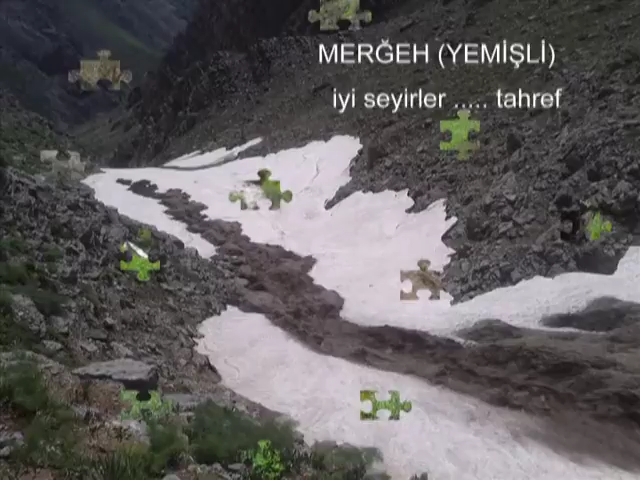 MERĞEH (YEMİŞLİ)
iyi seyirler ..... tahref